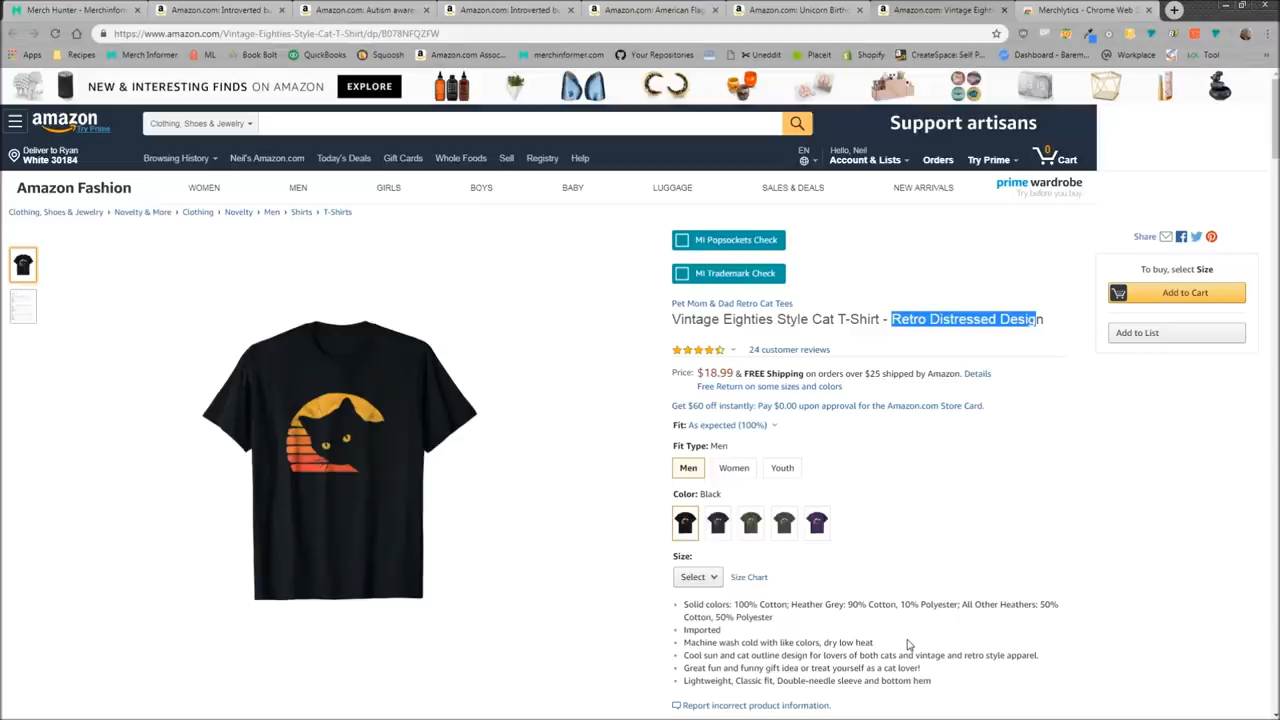 Merch Hunter - Merchinform
Amazon.com: Introverted bu
Amazon.com: Autism aware
Amazon.com: Introverted bu
Amazon.com: American Flag
Amazon.com: Unicorn Birth
Amazon.com: Vintage Eighti
Merchlytics - Chrome Web S
https://www.amazon.com/Vintage-Eighties-Style-Cat-T-Shirt/dp/B078NFQZFW
Apps
Recipes
Merch Informer
ML
Book Bolt
QuickBooks
Squoosh
Amazon.com Assoc...
merchinformer.com
Your Repositories
Uneddit
Placeit
Shopify
CreateSpace: Self P...
Dashboard - Barem...
Workplace
Tool
NEW & INTERESTING FINDS ON AMAZON
EXPLORE
amazon
Try Prime
Clothing, Shoes & Jewelry
Support artisans
Deliver to Ryan
White 30184
Browsing History
Neil's Amazon.com
Today's Deals
Gift Cards
Whole Foods
Sell
Registry
Help
EN
Hello, Neil
Account & Lists
Orders
Try Prime
0
Cart
Amazon Fashion
WOMEN
MEN
GIRLS
BOYS
BABY
LUGGAGE
SALES & DEALS
NEW ARRIVALS
prime wardrobe
Try before you buy
Clothing, Shoes & Jewelry › Novelty & More › Clothing › Novelty › Men › Shirts › T-Shirts
MI Popsockets Check
MI Trademark Check
Pet Mom & Dad Retro Cat Tees
Vintage Eighties Style Cat T-Shirt - Retro Distressed Design
24 customer reviews
Price: $18.99 & FREE Shipping on orders over $25 shipped by Amazon. Details
Free Return on some sizes and colors
Get $60 off instantly: Pay $0.00 upon approval for the Amazon.com Store Card.
Fit: As expected (100%)
Fit Type: Men
Men
Women
Youth
Color: Black
Size:
Select
Size Chart
Solid colors: 100% Cotton; Heather Grey: 90% Cotton, 10% Polyester; All Other Heathers: 50%
Cotton, 50% Polyester
Imported
Machine wash cold with like colors, dry low heat
Cool sun and cat outline design for lovers of both cats and vintage and retro style apparel.
Great fun and funny gift idea or treat yourself as a cat lover!
Lightweight, Classic fit, Double-needle sleeve and bottom hem
Report incorrect product information.
Share
To buy, select Size
Add to Cart
Add to List